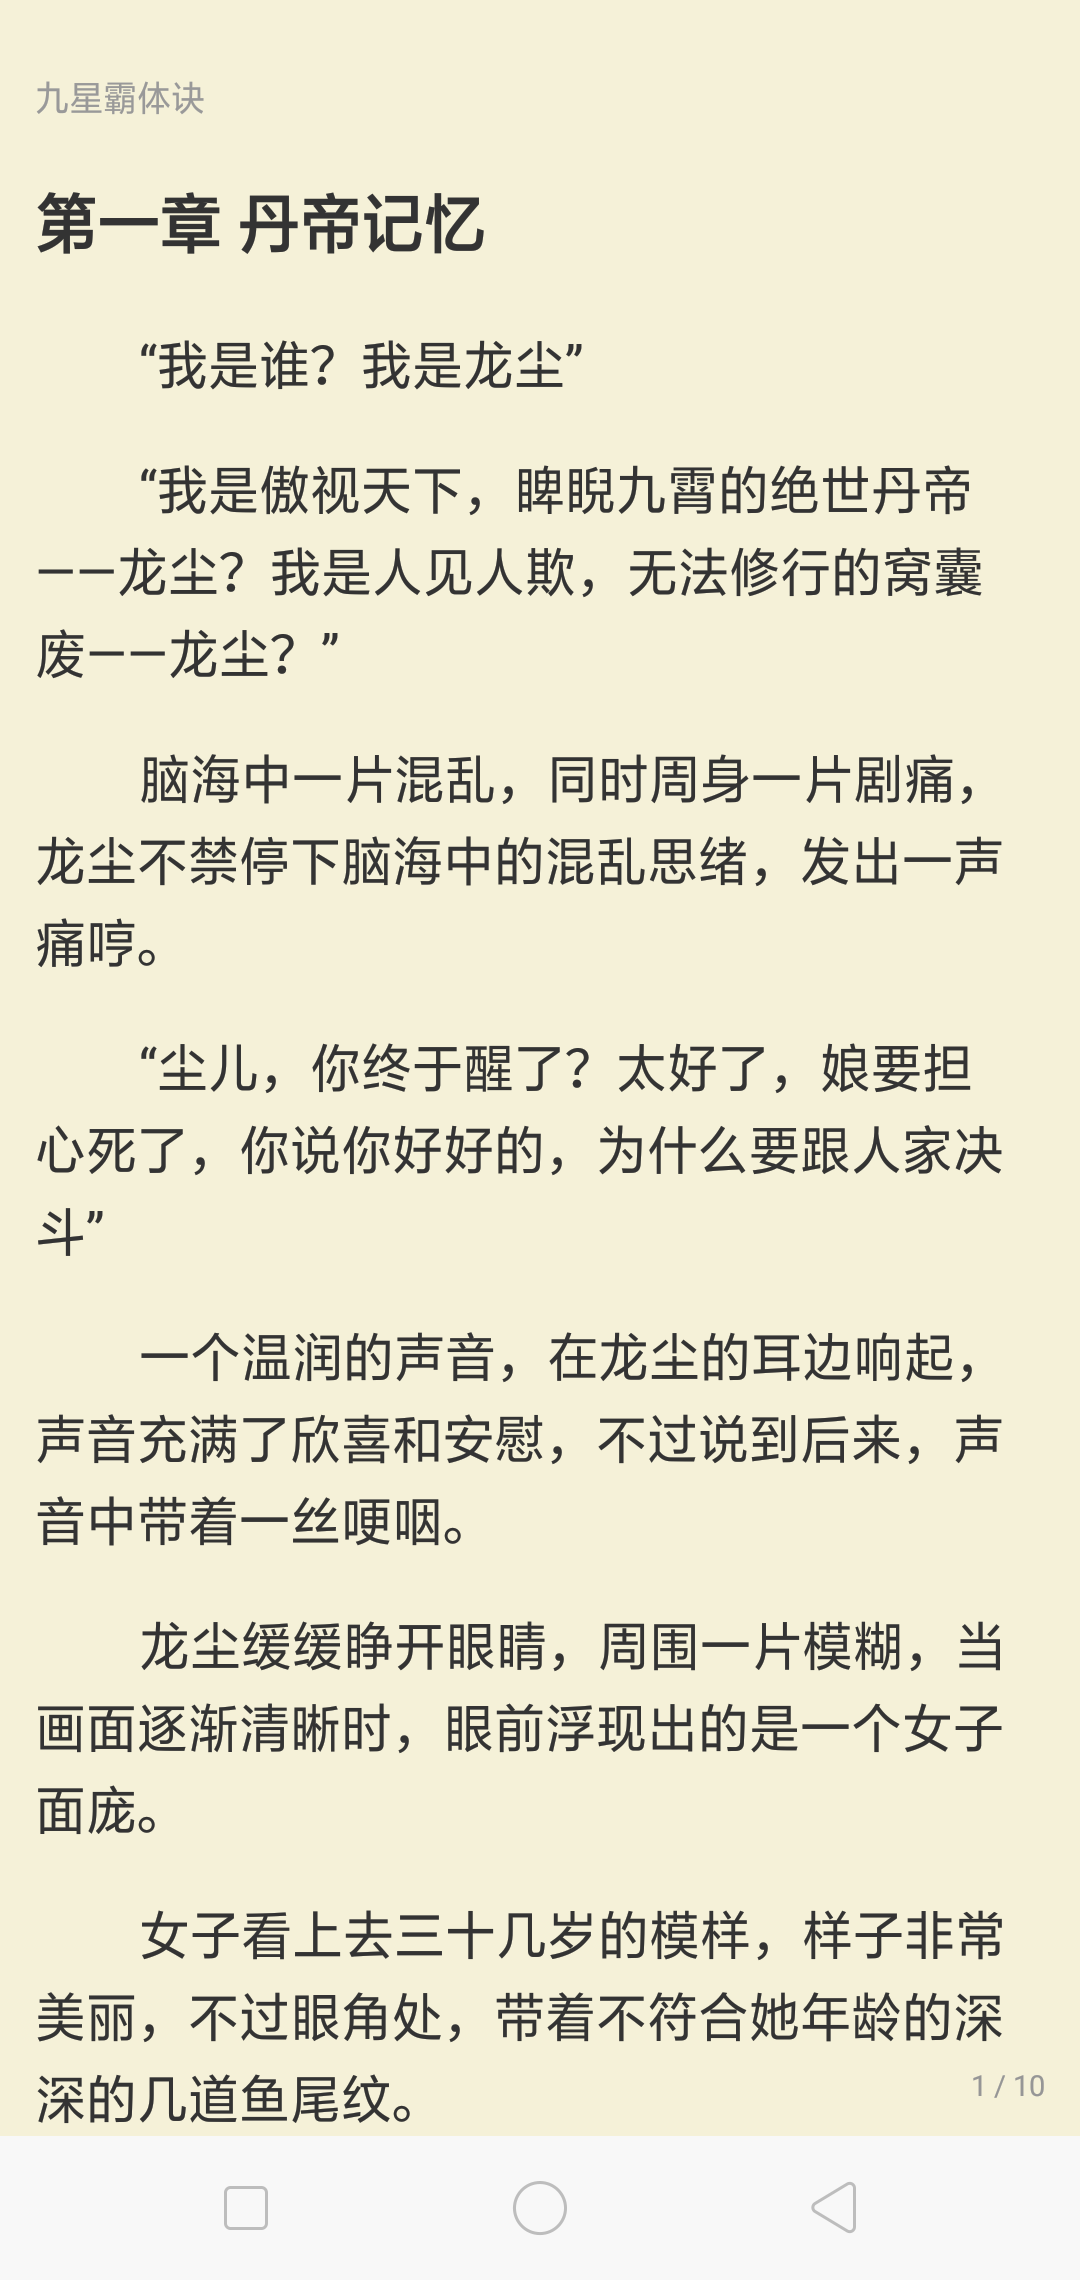 九星霸体诀
第一章 丹帝记忆
“我是谁？我是龙尘”
“我是傲视天下，睥睨九霄的绝世丹帝
——龙尘？我是人见人欺，无法修行的窝囊
废——龙尘？”
脑海中一片混乱，同时周身一片剧痛，
龙尘不禁停下脑海中的混乱思绪，发出一声
痛哼。
“尘儿，你终于醒了？太好了，娘要担
心死了，你说你好好的，为什么要跟人家决
斗”
一个温润的声音，在龙尘的耳边响起，
声音充满了欣喜和安慰，不过说到后来，声
音中带着一丝哽咽。
龙尘缓缓睁开眼睛，周围一片模糊，当
画面逐渐清晰时，眼前浮现出的是一个女子
面庞。
女子看上去三十几岁的模样，样子非常
美丽，不过眼角处，带着不符合她年龄的深
深的几道鱼尾纹。
1 / 10